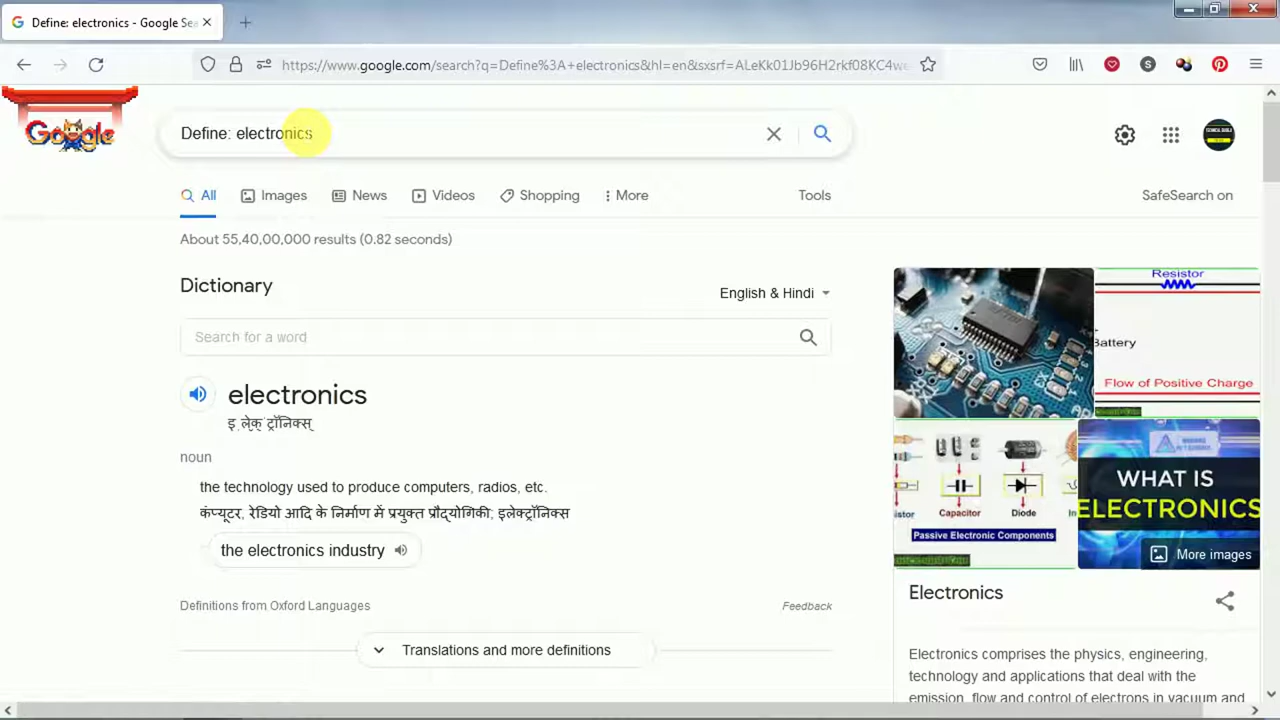 Define: electronics - Google Sea
https://www.google.com/search?q=Define%3A+electronics&hl=en&sxsrf=ALeKk01Jb96H2rkf08KC4we
Google
Define: electronics
All Images News Videos Shopping More Tools SafeSearch on
About 55,40,00,000 results (0.82 seconds)
Dictionary
English & Hindi
Search for a word
electronics
इ लेक् ट्रॉनिक्स्
noun
the technology used to produce computers, radios, etc.
कंप्यूटर, रेडियो आदि के निर्माण में प्रयुक्त प्रौद्योगिकी; इलेक्ट्रॉनिक्स
the electronics industry
Definitions from Oxford Languages
Feedback
Translations and more definitions
Resistor
Battery
Flow of Positive Charge
istor Capacitor Diode In
Passive Electronic Components
WHAT IS
ELECTRONICS
More images
Electronics
Electronics comprises the physics, engineering,
technology and applications that deal with the
emission, flow and control of electrons in vacuum and